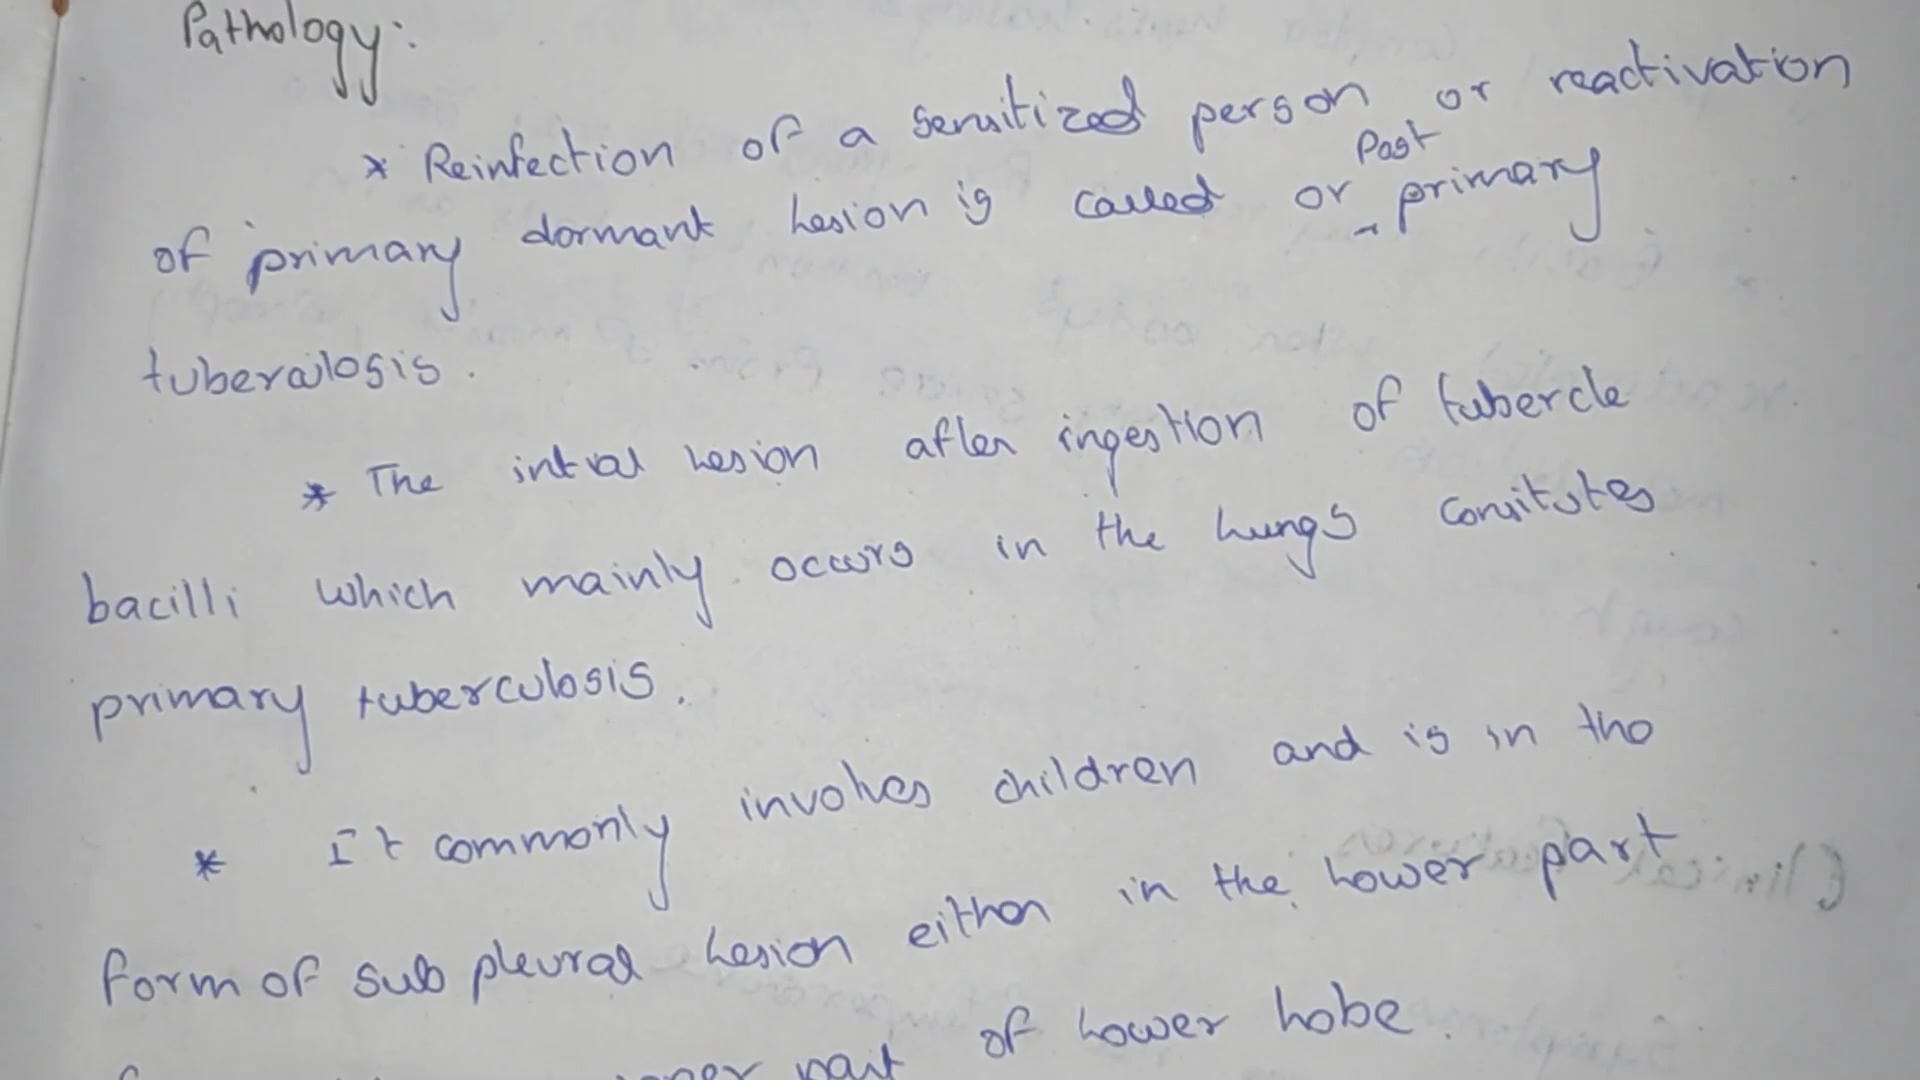 Pathology:
* Reinfection of a sensitized person or reactivation
of primary dormant lesion is called or Post primary
tuberculosis.
* The intial lesion after ingestion of tubercle
bacilli which mainly occurs in the lungs consitutes
primary tuberculosis.
* It commonly involves children and is in the
form of sub pleural lesion either in the lower part
part of lower lobe.